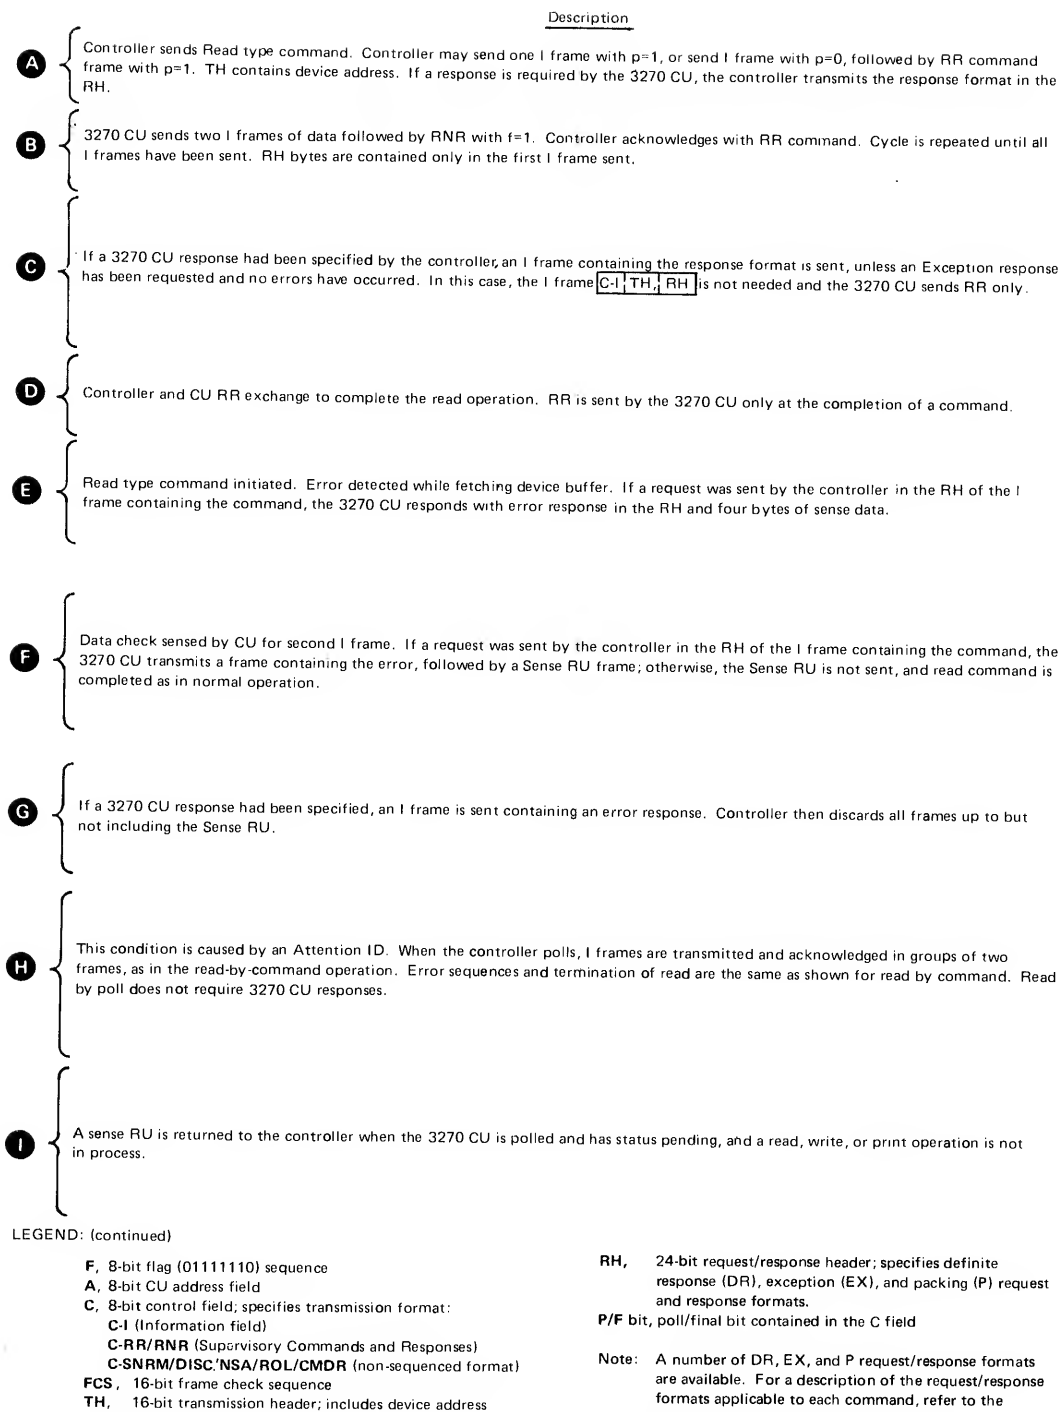 Description
A
Controller sends Read type command. Controller may send one I frame with p=1, or send I frame with p=0, followed by RR command
frame with p=1. TH contains device address. If a response is required by the 3270 CU, the controller transmits the response format in the
RH.
B
3270 CU sends two I frames of data followed by RNR with f=1. Controller acknowledges with RR command. Cycle is repeated until all
I frames have been sent. RH bytes are contained only in the first I frame sent.
C
If a 3270 CU response had been specified by the controller, an I frame containing the response format is sent, unless an Exception response
has been requested and no errors have occurred. In this case, the I frame C-I TH, RH is not needed and the 3270 CU sends RR only.
D
Controller and CU RR exchange to complete the read operation. RR is sent by the 3270 CU only at the completion of a command.
E
Read type command initiated. Error detected while fetching device buffer. If a request was sent by the controller in the RH of the I
frame containing the command, the 3270 CU responds with error response in the RH and four bytes of sense data.
F
Data check sensed by CU for second I frame. If a request was sent by the controller in the RH of the I frame containing the command, the
3270 CU transmits a frame containing the error, followed by a Sense RU frame; otherwise, the Sense RU is not sent, and read command is
completed as in normal operation.
G
If a 3270 CU response had been specified, an I frame is sent containing an error response. Controller then discards all frames up to but
not including the Sense RU.
H
This condition is caused by an Attention ID. When the controller polls, I frames are transmitted and acknowledged in groups of two
frames, as in the read-by-command operation. Error sequences and termination of read are the same as shown for read by command. Read
by poll does not require 3270 CU responses.
I
A sense RU is returned to the controller when the 3270 CU is polled and has status pending, and a read, write, or print operation is not
in process.
LEGEND: (continued)
F, 8-bit flag (01111110) sequence
A, 8-bit CU address field
C, 8-bit control field; specifies transmission format:
C-I (Information field)
C-RR/RNR (Supervisory Commands and Responses)
C-SNRM/DISC/NSA/ROL/CMDR (non-sequenced format)
FCS, 16-bit frame check sequence
TH, 16-bit transmission header; includes device address
RH, 24-bit request/response header; specifies definite
response (DR), exception (EX), and packing (P) request
and response formats.
P/F bit, poll/final bit contained in the C field
Note: A number of DR, EX, and P request/response formats
are available. For a description of the request/response
formats applicable to each command, refer to the